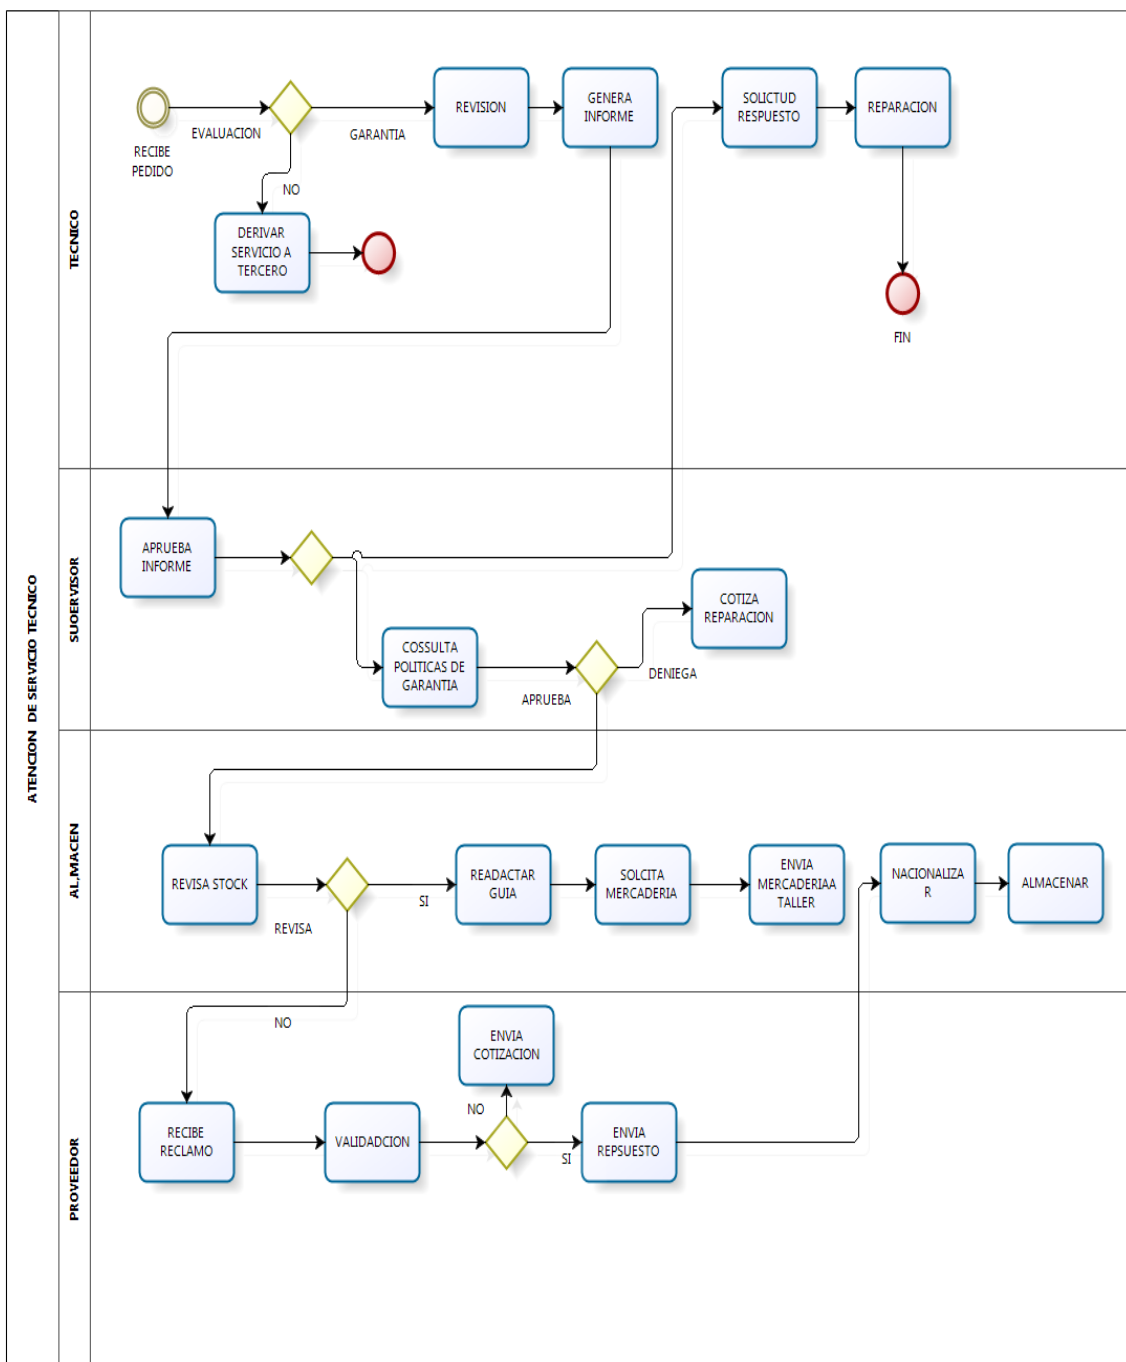 ATENCION DE SERVICIO TECNICO
TECNICO
RECIBE
PEDIDO
EVALUACION
GARANTIA
NO
DERIVAR
SERVICIO A
TERCERO
REVISION
GENERA
INFORME
SOLICTUD
RESPUESTO
REPARACION
FIN
SUOERVISOR
APRUEBA
INFORME
COSSULTA
POLITICAS DE
GARANTIA
APRUEBA
DENIEGA
COTIZA
REPARACION
AL,MACEN
REVISA STOCK
REVISA
SI
NO
READACTAR
GUIA
SOLCITA
MERCADERIA
ENVIA
MERCADERIAA
TALLER
NACIONALIZA
R
ALMACENAR
PROVEEDOR
RECIBE
RECLAMO
VALIDADCION
NO
SI
ENVIA
COTIZACION
ENVIA
REPSUESTO